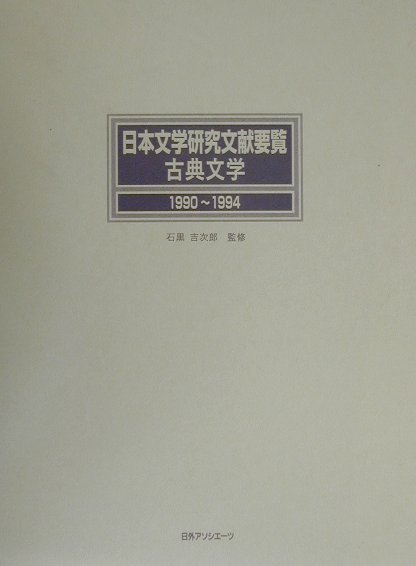 日本文学研究文献要覧
古典文学
1990～1994
石黒 吉次郎 監修
日外アソシエーツ